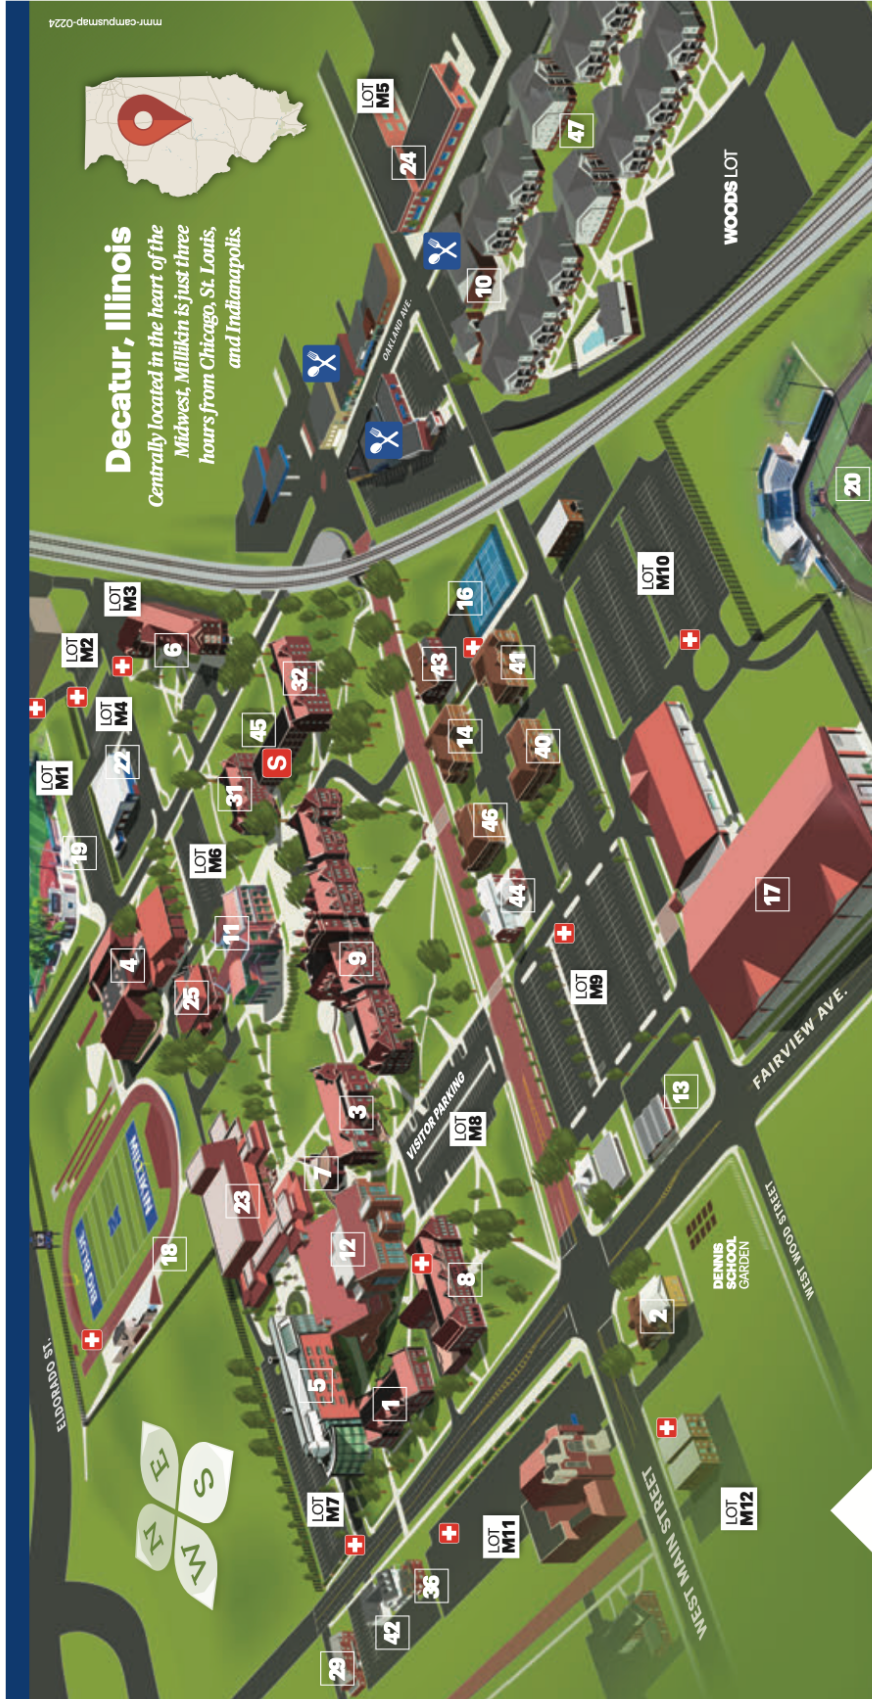 mmr-campusmap-0224
Decatur, Illinois
Centrally located in the heart of the
Midwest, Millikin is just three
hours from Chicago, St. Louis,
and Indianapolis.
ELDORADO ST.
N
E
S
W
BIG BLUE
M
MILLIKIN
18
19
LOT
M1
LOT
M2
LOT
M3
LOT
M4
22
6
4
25
11
LOT
M6
31
45
S
32
23
7
3
9
12
5
1
8
LOT
M7
VISITOR PARKING
LOT
M8
OAKLAND AVE.
LOT
M5
24
10
47
WOODS LOT
16
43
41
14
40
46
44
LOT
M9
LOT
M10
20
17
13
FAIRVIEW AVE.
WEST WOOD STREET
DENNIS
SCHOOL
GARDEN
2
WEST MAIN STREET
LOT
M11
LOT
M12
29
42
36